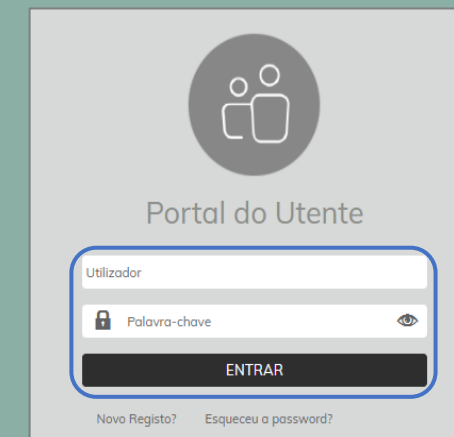 Portal do Utente
Utilizador
Palavra-chave
ENTRAR
Novo Registo? Esqueceu a password?